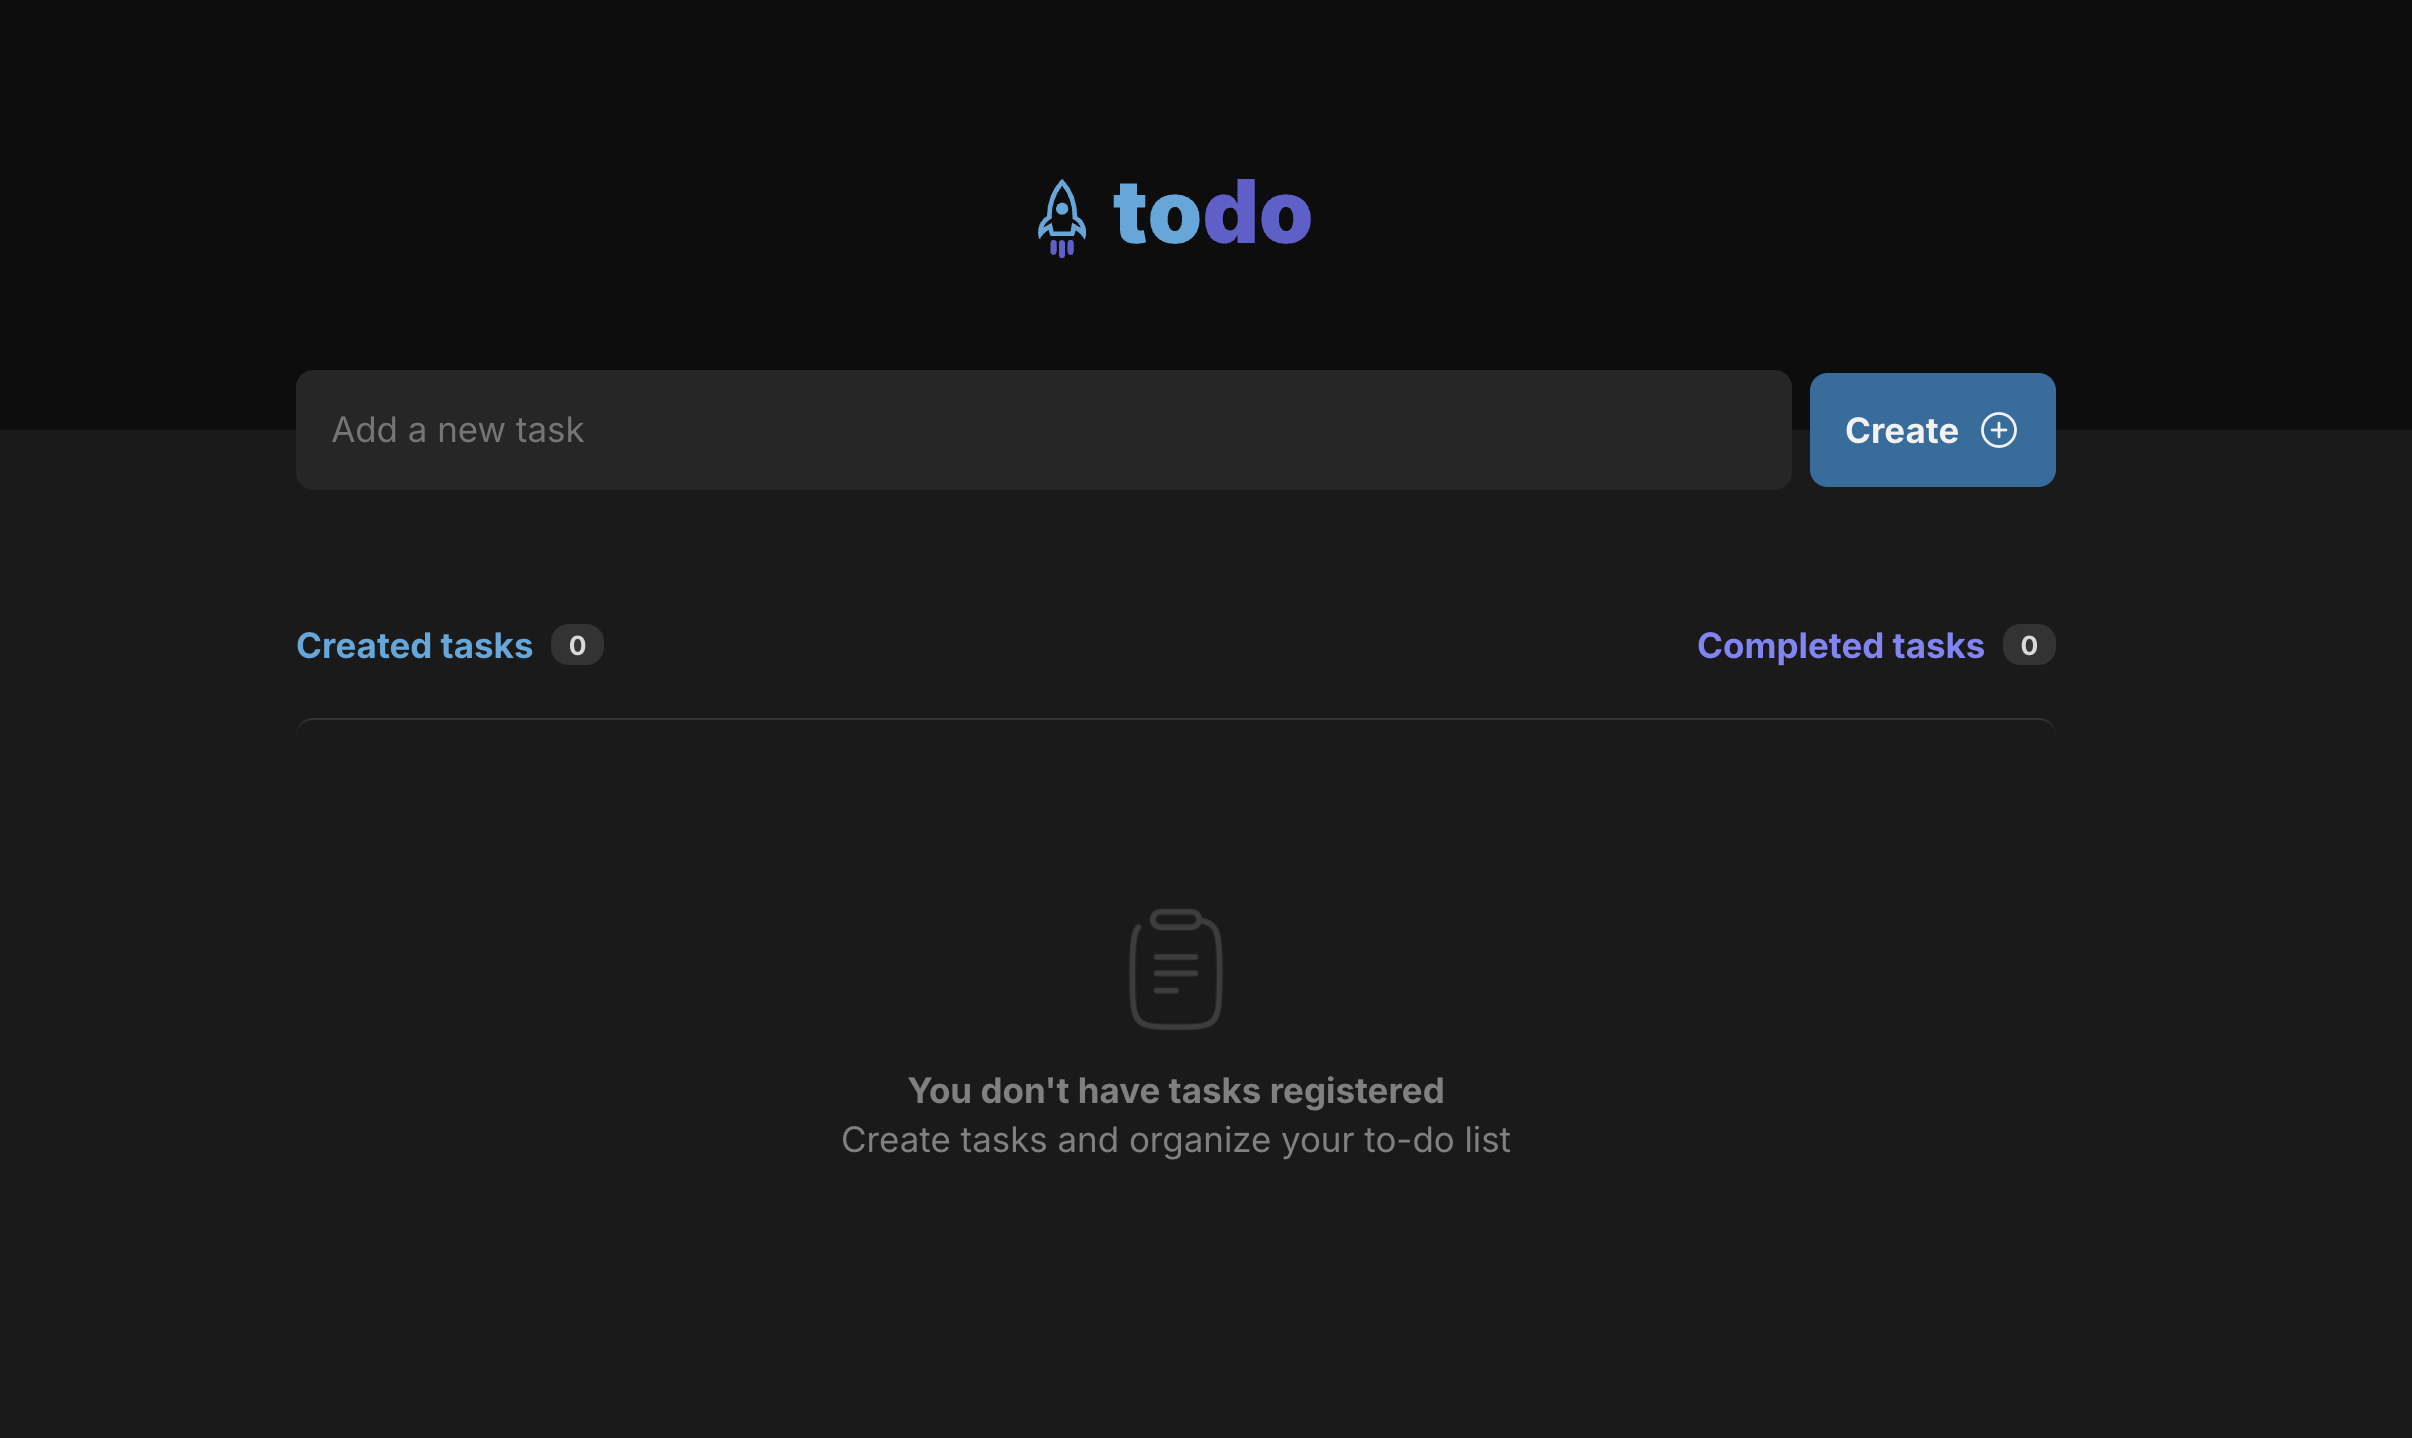 todo
Add a new task
Create
Created tasks 0
Completed tasks 0
You don't have tasks registered
Create tasks and organize your to-do list